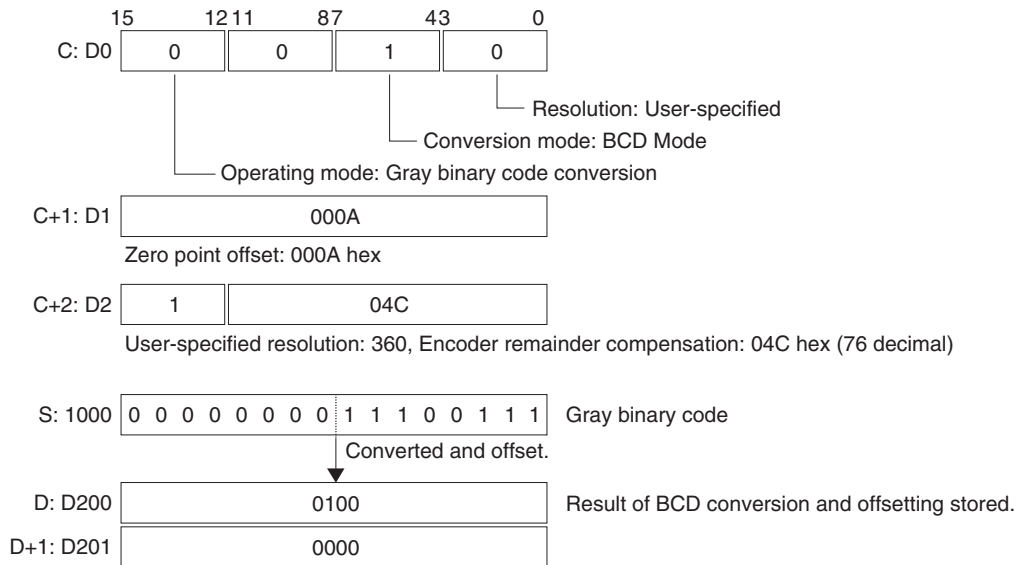 15 12 11 8 7 4 3 0
C: D0 0 0 1 0
Resolution: User-specified
Conversion mode: BCD Mode
Operating mode: Gray binary code conversion
C+1: D1 000A
Zero point offset: 000A hex
C+2: D2 1 04C
User-specified resolution: 360, Encoder remainder compensation: 04C hex (76 decimal)
S: 1000 0 0 0 0 0 0 0 0 1 1 1 0 0 1 1 1 Gray binary code
Converted and offset.
D: D200 0100 Result of BCD conversion and offsetting stored.
D+1: D201 0000